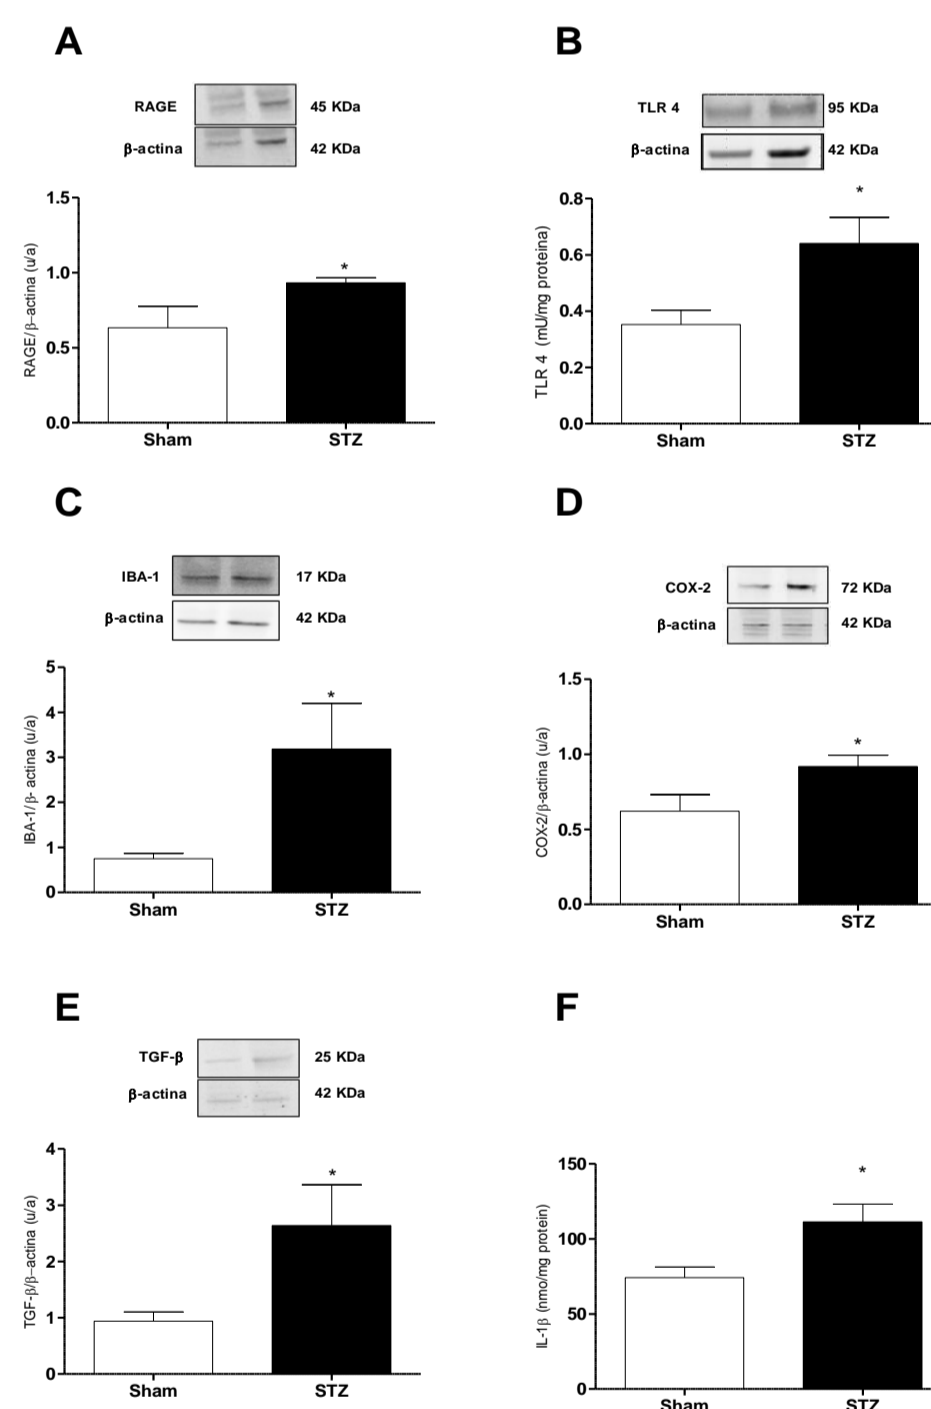 A
RAGE 45 KDa
β-actina 42 KDa
RAGE/β-actina (u/a)
1.5
1.0
0.5
0.0
*
Sham STZ
B
TLR 4 95 KDa
β-actina 42 KDa
TLR 4 (mU/mg proteina)
0.8
0.6
0.4
0.2
0.0
*
Sham STZ
C
IBA-1 17 KDa
β-actina 42 KDa
IBA-1/β- actina (u/a)
5
4
3
2
1
0
*
Sham STZ
D
COX-2 72 KDa
β-actina 42 KDa
COX-2/β-actina (u/a)
1.5
1.0
0.5
0.0
*
Sham STZ
E
TGF-β 25 KDa
β-actina 42 KDa
TGF-β/β-actina (u/a)
4
3
2
1
0
*
Sham STZ
F
IL-1β (nmo/mg protein)
150
100
50
0
*
Sham STZ